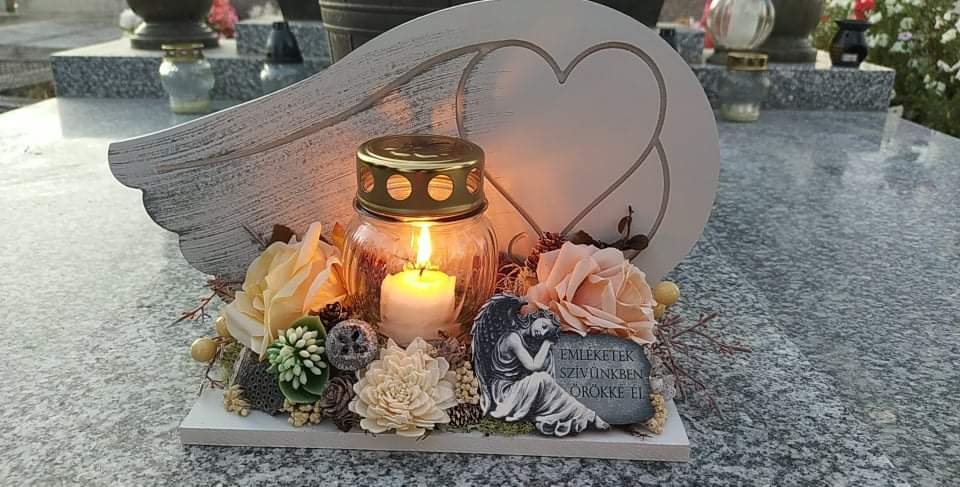 EMLÉKETEK
SZÍVÜNKBEN
ÖRÖKKÉ ÉL